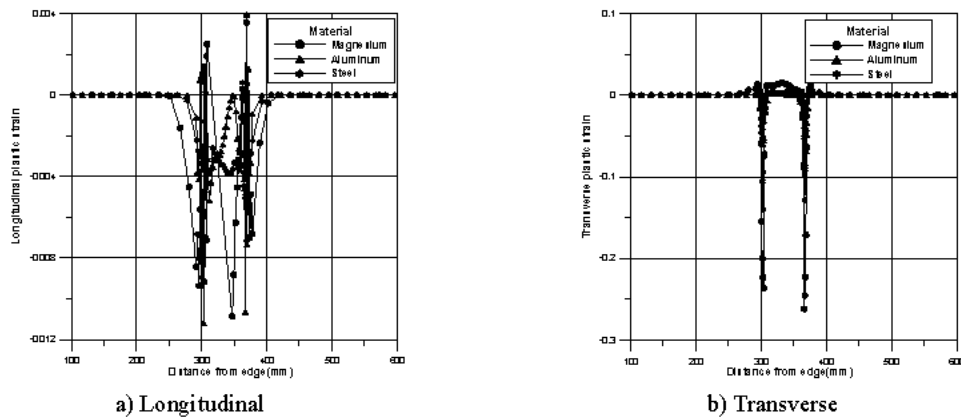 0.004
0
-0.004
-0.008
-0.012
Longitudinal plastic strain
Material
Magnesium
Aluminum
Steel
100 200 300 400 500 600
Distance from edge(mm)
a) Longitudinal
0.1
0
-0.1
-0.2
-0.3
Transverse plastic strain
Material
Magnesium
Aluminum
Steel
100 200 300 400 500 600
Distance from edge(mm)
b) Transverse